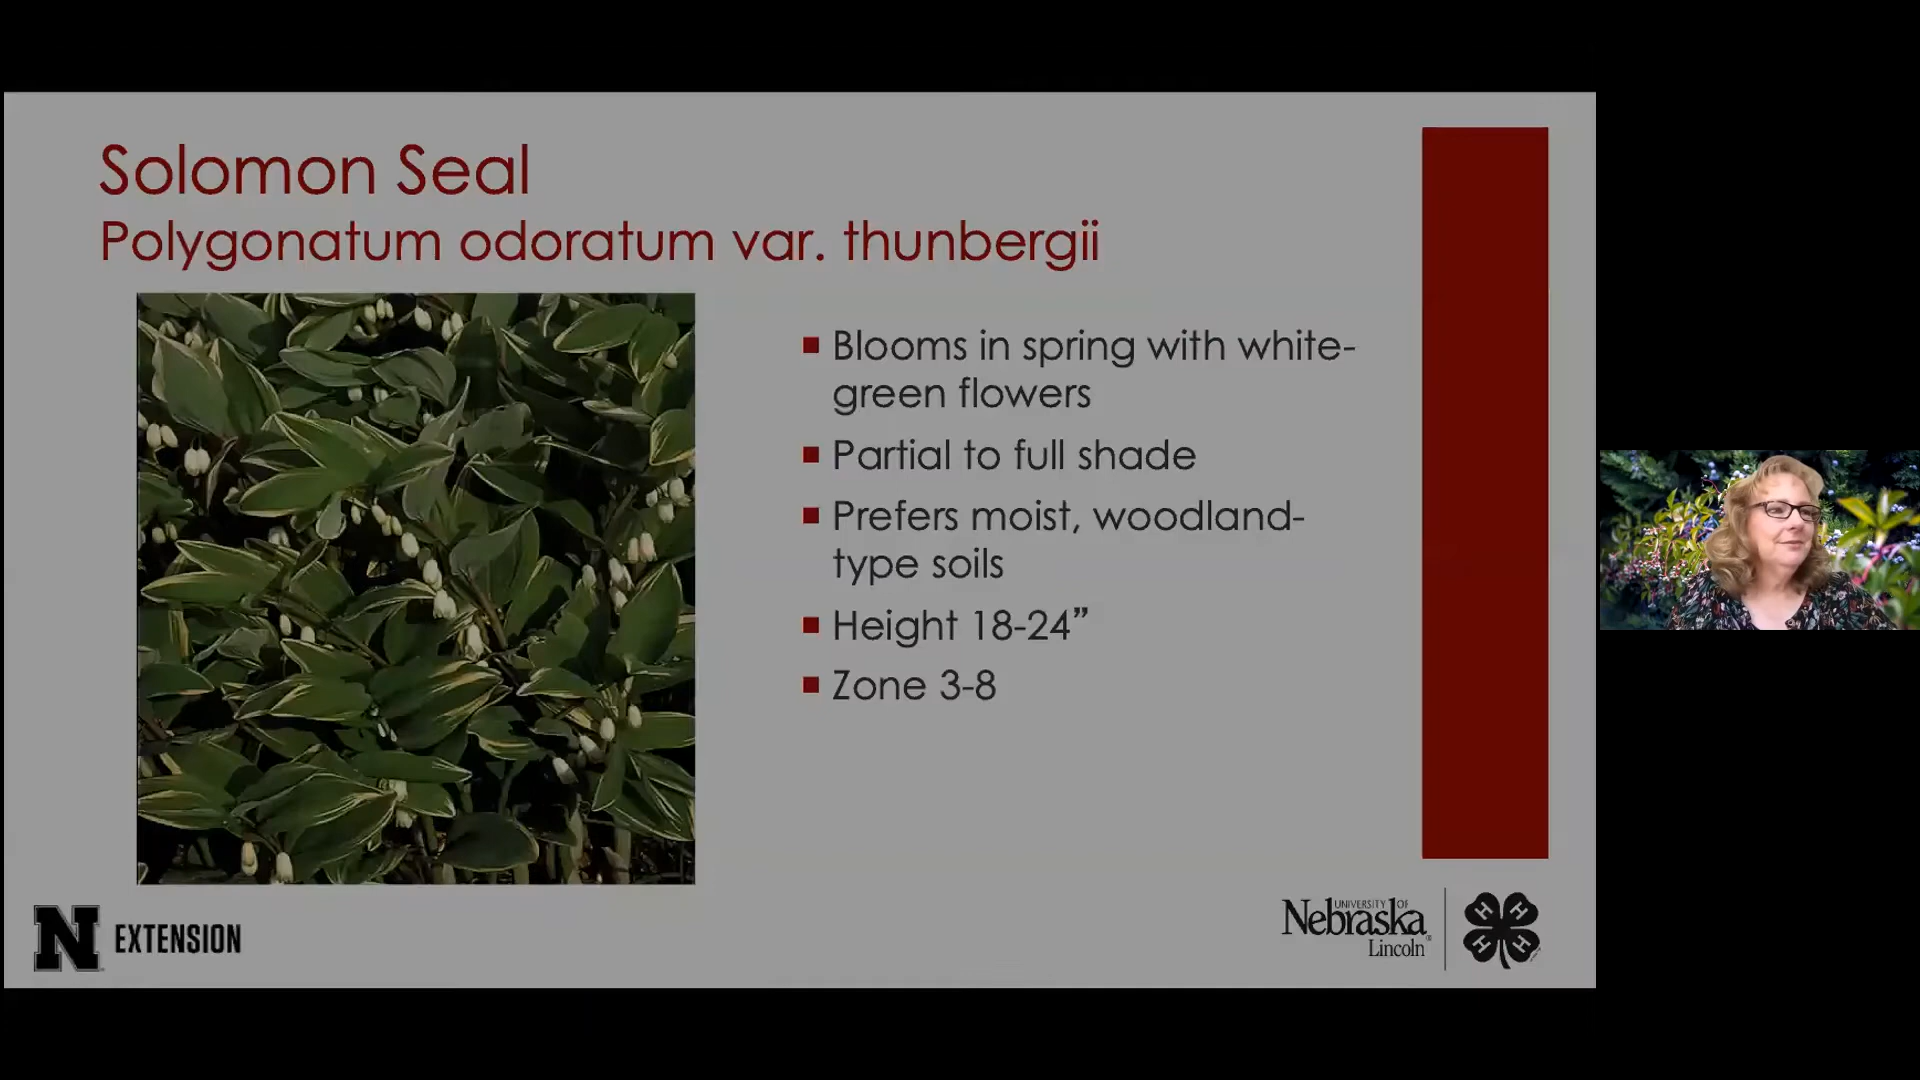 Solomon Seal
Polygonatum odoratum var. thunbergii
Blooms in spring with white-
green flowers
Partial to full shade
Prefers moist, woodland-
type soils
Height 18-24”
Zone 3-8
N EXTENSION
UNIVERSITY OF
Nebraska
Lincoln
H H
H H